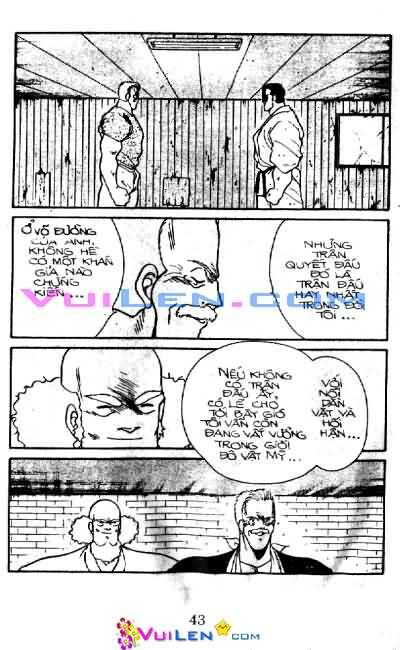 Ở VÕ ĐƯỜNG
CỦA ANH,
KHÔNG HỀ
CÓ MỘT KHÁN
GIẢ NÀO
CHỨNG
KIẾN...
NHƯNG
TRẬN
QUYẾT ĐẤU
ĐÓ LÀ
TRẬN ĐẤU
HAY NHẤT
TRONG ĐỜI
TÔI...
VUILEN.COM
NẾU KHÔNG
CÓ TRẬN
ĐẤU ẤY,
CÓ LẼ CHO
TỚI BÂY GIỜ
TÔI VẪN CÒN
ĐANG VẬT VƯỞNG
TRONG GIỚI
ĐÔ VẬT MỸ...
VỚI
NỖI
DẰN
VẶT VÀ
HỐI
HẬN...
43
VUILEN.COM